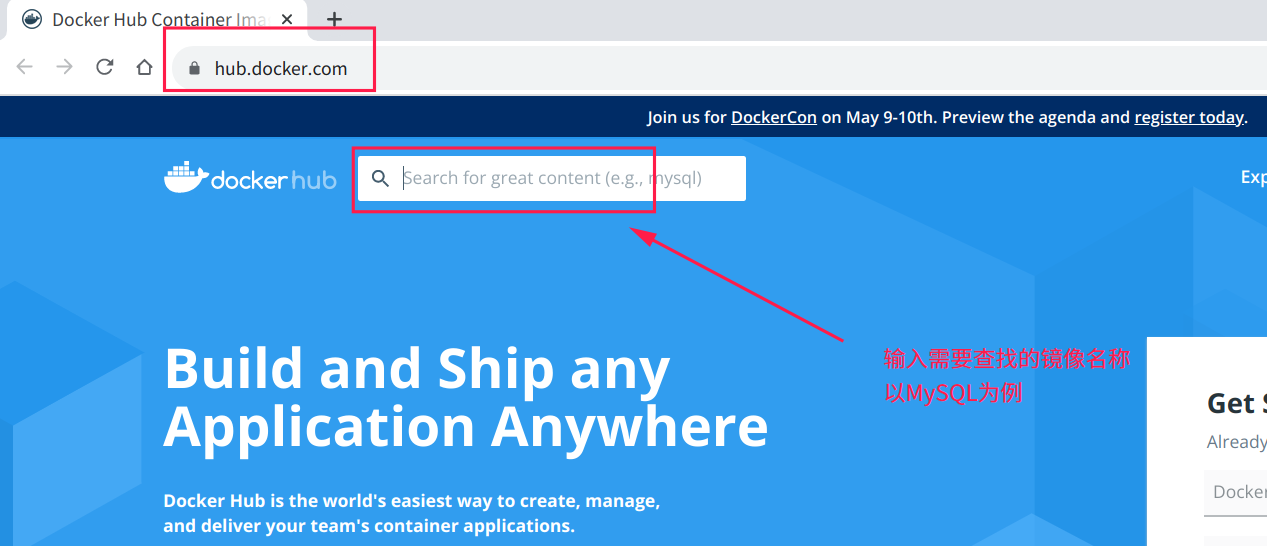 Docker Hub Container Ima
hub.docker.com
Join us for DockerCon on May 9-10th. Preview the agenda and register today.
docker hub
Search for great content (e.g., mysql)
Exp
输入需要查找的镜像名称
以MySQL为例
Build and Ship any
Application Anywhere
Get S
Already
Docker Hub is the world's easiest way to create, manage,
and deliver your team's container applications.
Docker